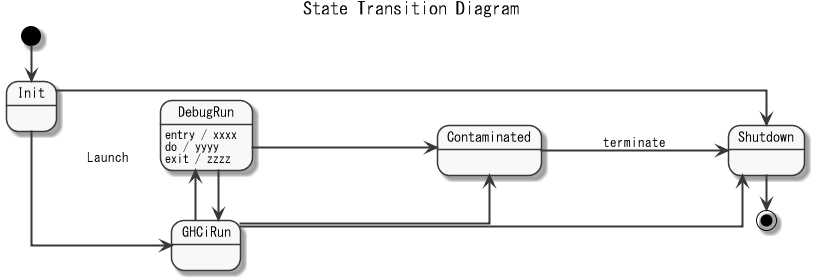 State Transition Diagram
Init
DebugRun
entry / xxxx
do / yyyy
exit / zzzz
Contaminated
terminate
Shutdown
Launch
GHCiRun